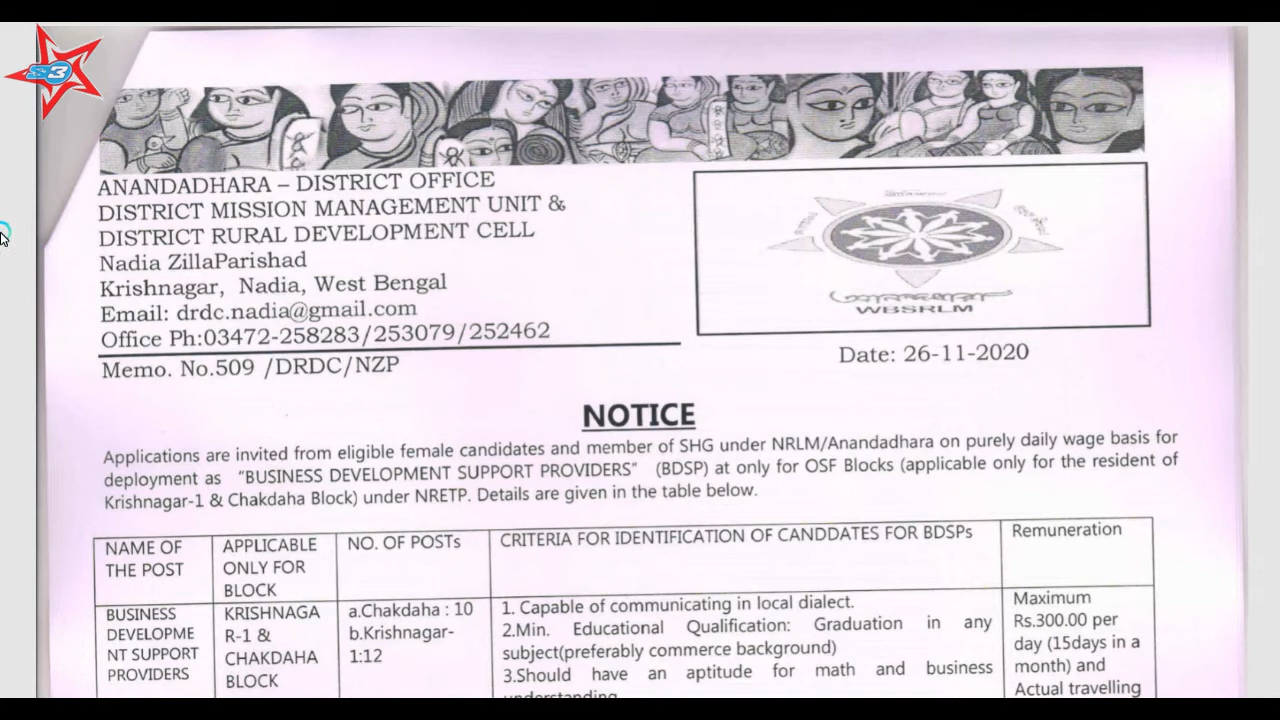 S3
ANANDADHARA – DISTRICT OFFICE
DISTRICT MISSION MANAGEMENT UNIT &
DISTRICT RURAL DEVELOPMENT CELL
Nadia ZillaParishad
Krishnagar, Nadia, West Bengal
Email: drdc.nadia@gmail.com
Office Ph:03472-258283/253079/252462
WBSRLM
Memo. No.509 /DRDC/NZP
Date: 26-11-2020
NOTICE
Applications are invited from eligible female candidates and member of SHG under NRLM/Anandadhara on purely daily wage basis for
deployment as "BUSINESS DEVELOPMENT SUPPORT PROVIDERS" (BDSP) at only for OSF Blocks (applicable only for the resident of
Krishnagar-1 & Chakdaha Block) under NRETP. Details are given in the table below.
NAME OF
THE POST
APPLICABLE
ONLY FOR
BLOCK
NO. OF POSTs
CRITERIA FOR IDENTIFICATION OF CANDDATES FOR BDSPs
Remuneration
BUSINESS
DEVELOPME
NT SUPPORT
PROVIDERS
KRISHNAGA
R-1 &
CHAKDAHA
BLOCK
a.Chakdaha : 10
b.Krishnagar-
1:12
1. Capable of communicating in local dialect.
2.Min. Educational Qualification: Graduation in any
subject(preferably commerce background)
3.Should have an aptitude for math and business
understanding
Maximum
Rs.300.00 per
day (15days in a
month) and
Actual travelling